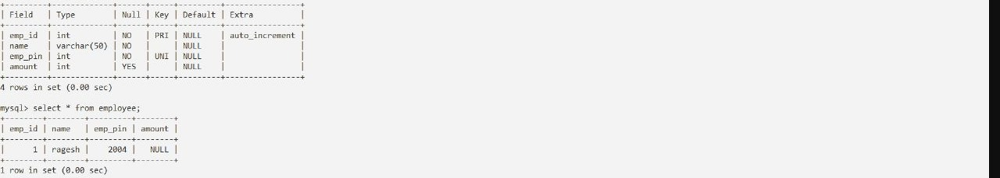 +---------+-------------+------+-----+---------+----------------+
| Field   | Type        | Null | Key | Default | Extra          |
+---------+-------------+------+-----+---------+----------------+
| emp_id  | int         | NO   | PRI | NULL    | auto_increment |
| name    | varchar(50) | NO   |     | NULL    |                |
| emp_pin | int         | NO   | UNI | NULL    |                |
| amount  | int         | YES  |     | NULL    |                |
+---------+-------------+------+-----+---------+----------------+
4 rows in set (0.00 sec)
mysql> select * from employee;
+--------+--------+---------+--------+
| emp_id | name   | emp_pin | amount |
+--------+--------+---------+--------+
|      1 | ragesh |    2004 |   NULL |
+--------+--------+---------+--------+
1 row in set (0.00 sec)